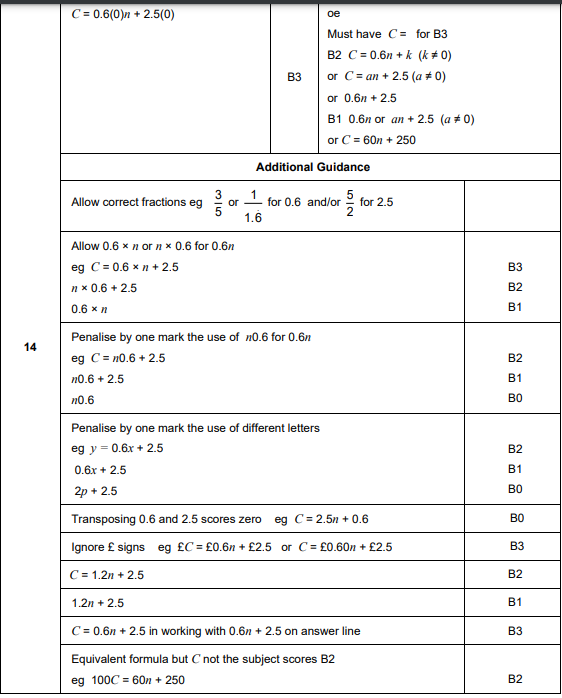 C = 0.6(0)n + 2.5(0)
B3
oe
Must have C = for B3
B2 C = 0.6n + k (k ≠ 0)
or C = an + 2.5 (a ≠ 0)
or 0.6n + 2.5
B1 0.6n or an + 2.5 (a ≠ 0)
or C = 60n + 250
14
Additional Guidance
Allow correct fractions eg 3/5 or 1/1.6̇ for 0.6 and/or 5/2 for 2.5
Allow 0.6 × n or n × 0.6 for 0.6n
eg C = 0.6 × n + 2.5 B3
n × 0.6 + 2.5 B2
0.6 × n B1
Penalise by one mark the use of n0.6 for 0.6n
eg C = n0.6 + 2.5 B2
n0.6 + 2.5 B1
n0.6 B0
Penalise by one mark the use of different letters
eg y = 0.6x + 2.5 B2
0.6x + 2.5 B1
2p + 2.5 B0
Transposing 0.6 and 2.5 scores zero eg C = 2.5n + 0.6 B0
Ignore £ signs eg £C = £0.6n + £2.5 or C = £0.60n + £2.5 B3
C = 1.2n + 2.5 B2
1.2n + 2.5 B1
C = 0.6n + 2.5 in working with 0.6n + 2.5 on answer line B3
Equivalent formula but C not the subject scores B2
eg 100C = 60n + 250 B2